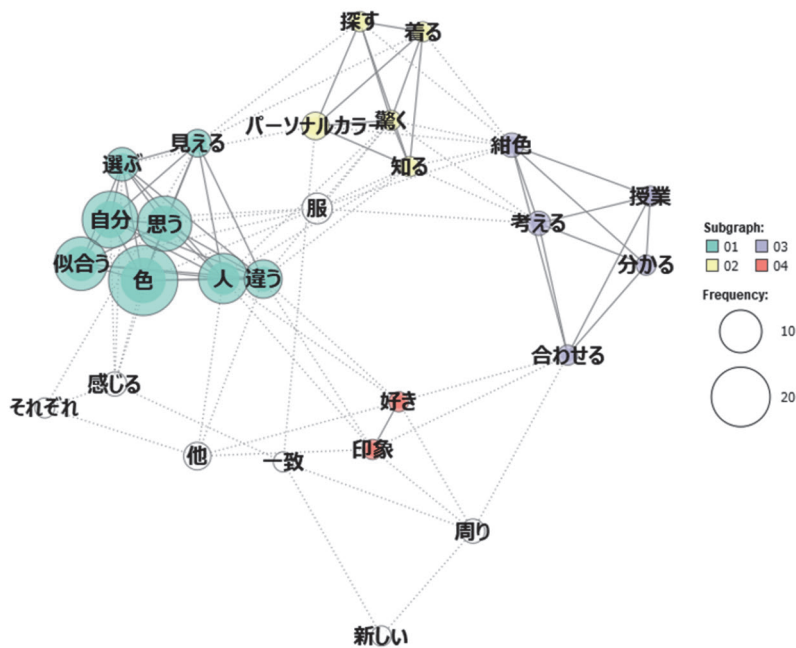 探す
着る
パーソナルカラー
驚く
見える
紺色
選ぶ
知る
授業
自分
思う
服
考える
Subgraph:
01
03
02
04
似合う
色
人
違う
分かる
Frequency:
10
合わせる
20
感じる
それぞれ
好き
印象
他
一致
周り
新しい